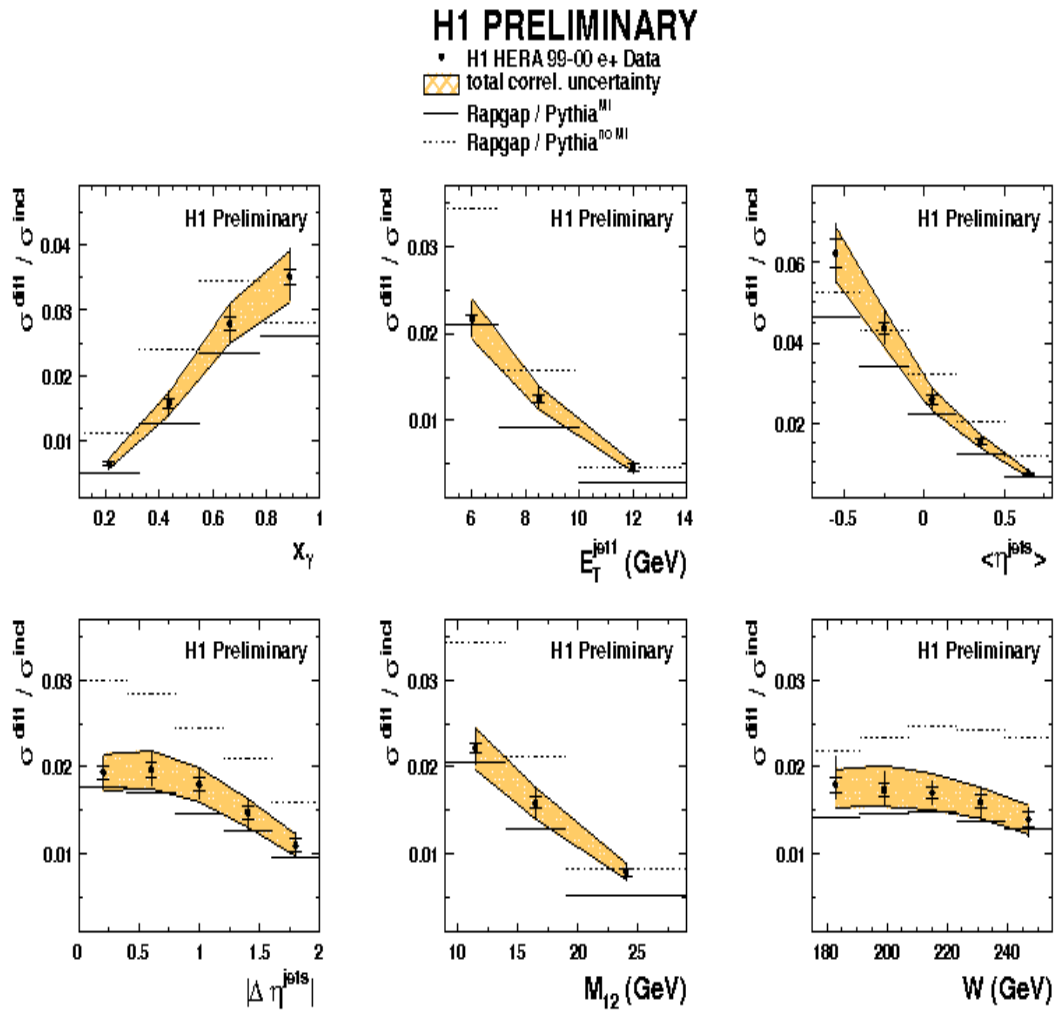 H1 PRELIMINARY
H1 HERA 99-00 e+ Data
total correl. uncertainty
Rapgap / Pythia^MI
Rapgap / Pythia^no MI
σ^diff / σ^incl
H1 Preliminary
0.04
0.03
0.02
0.01
0.2 0.4 0.6 0.8 1
x_γ
σ^diff / σ^incl
H1 Preliminary
0.03
0.02
0.01
6 8 10 12 14
E_T^jet1 (GeV)
σ^diff / σ^incl
H1 Preliminary
0.06
0.04
0.02
-0.5 0 0.5
<η^jets>
σ^diff / σ^incl
H1 Preliminary
0.03
0.02
0.01
0 0.5 1 1.5 2
|Δ η^jets|
σ^diff / σ^incl
H1 Preliminary
0.03
0.02
0.01
10 15 20 25
M_12 (GeV)
σ^diff / σ^incl
H1 Preliminary
0.03
0.02
0.01
180 200 220 240
W (GeV)